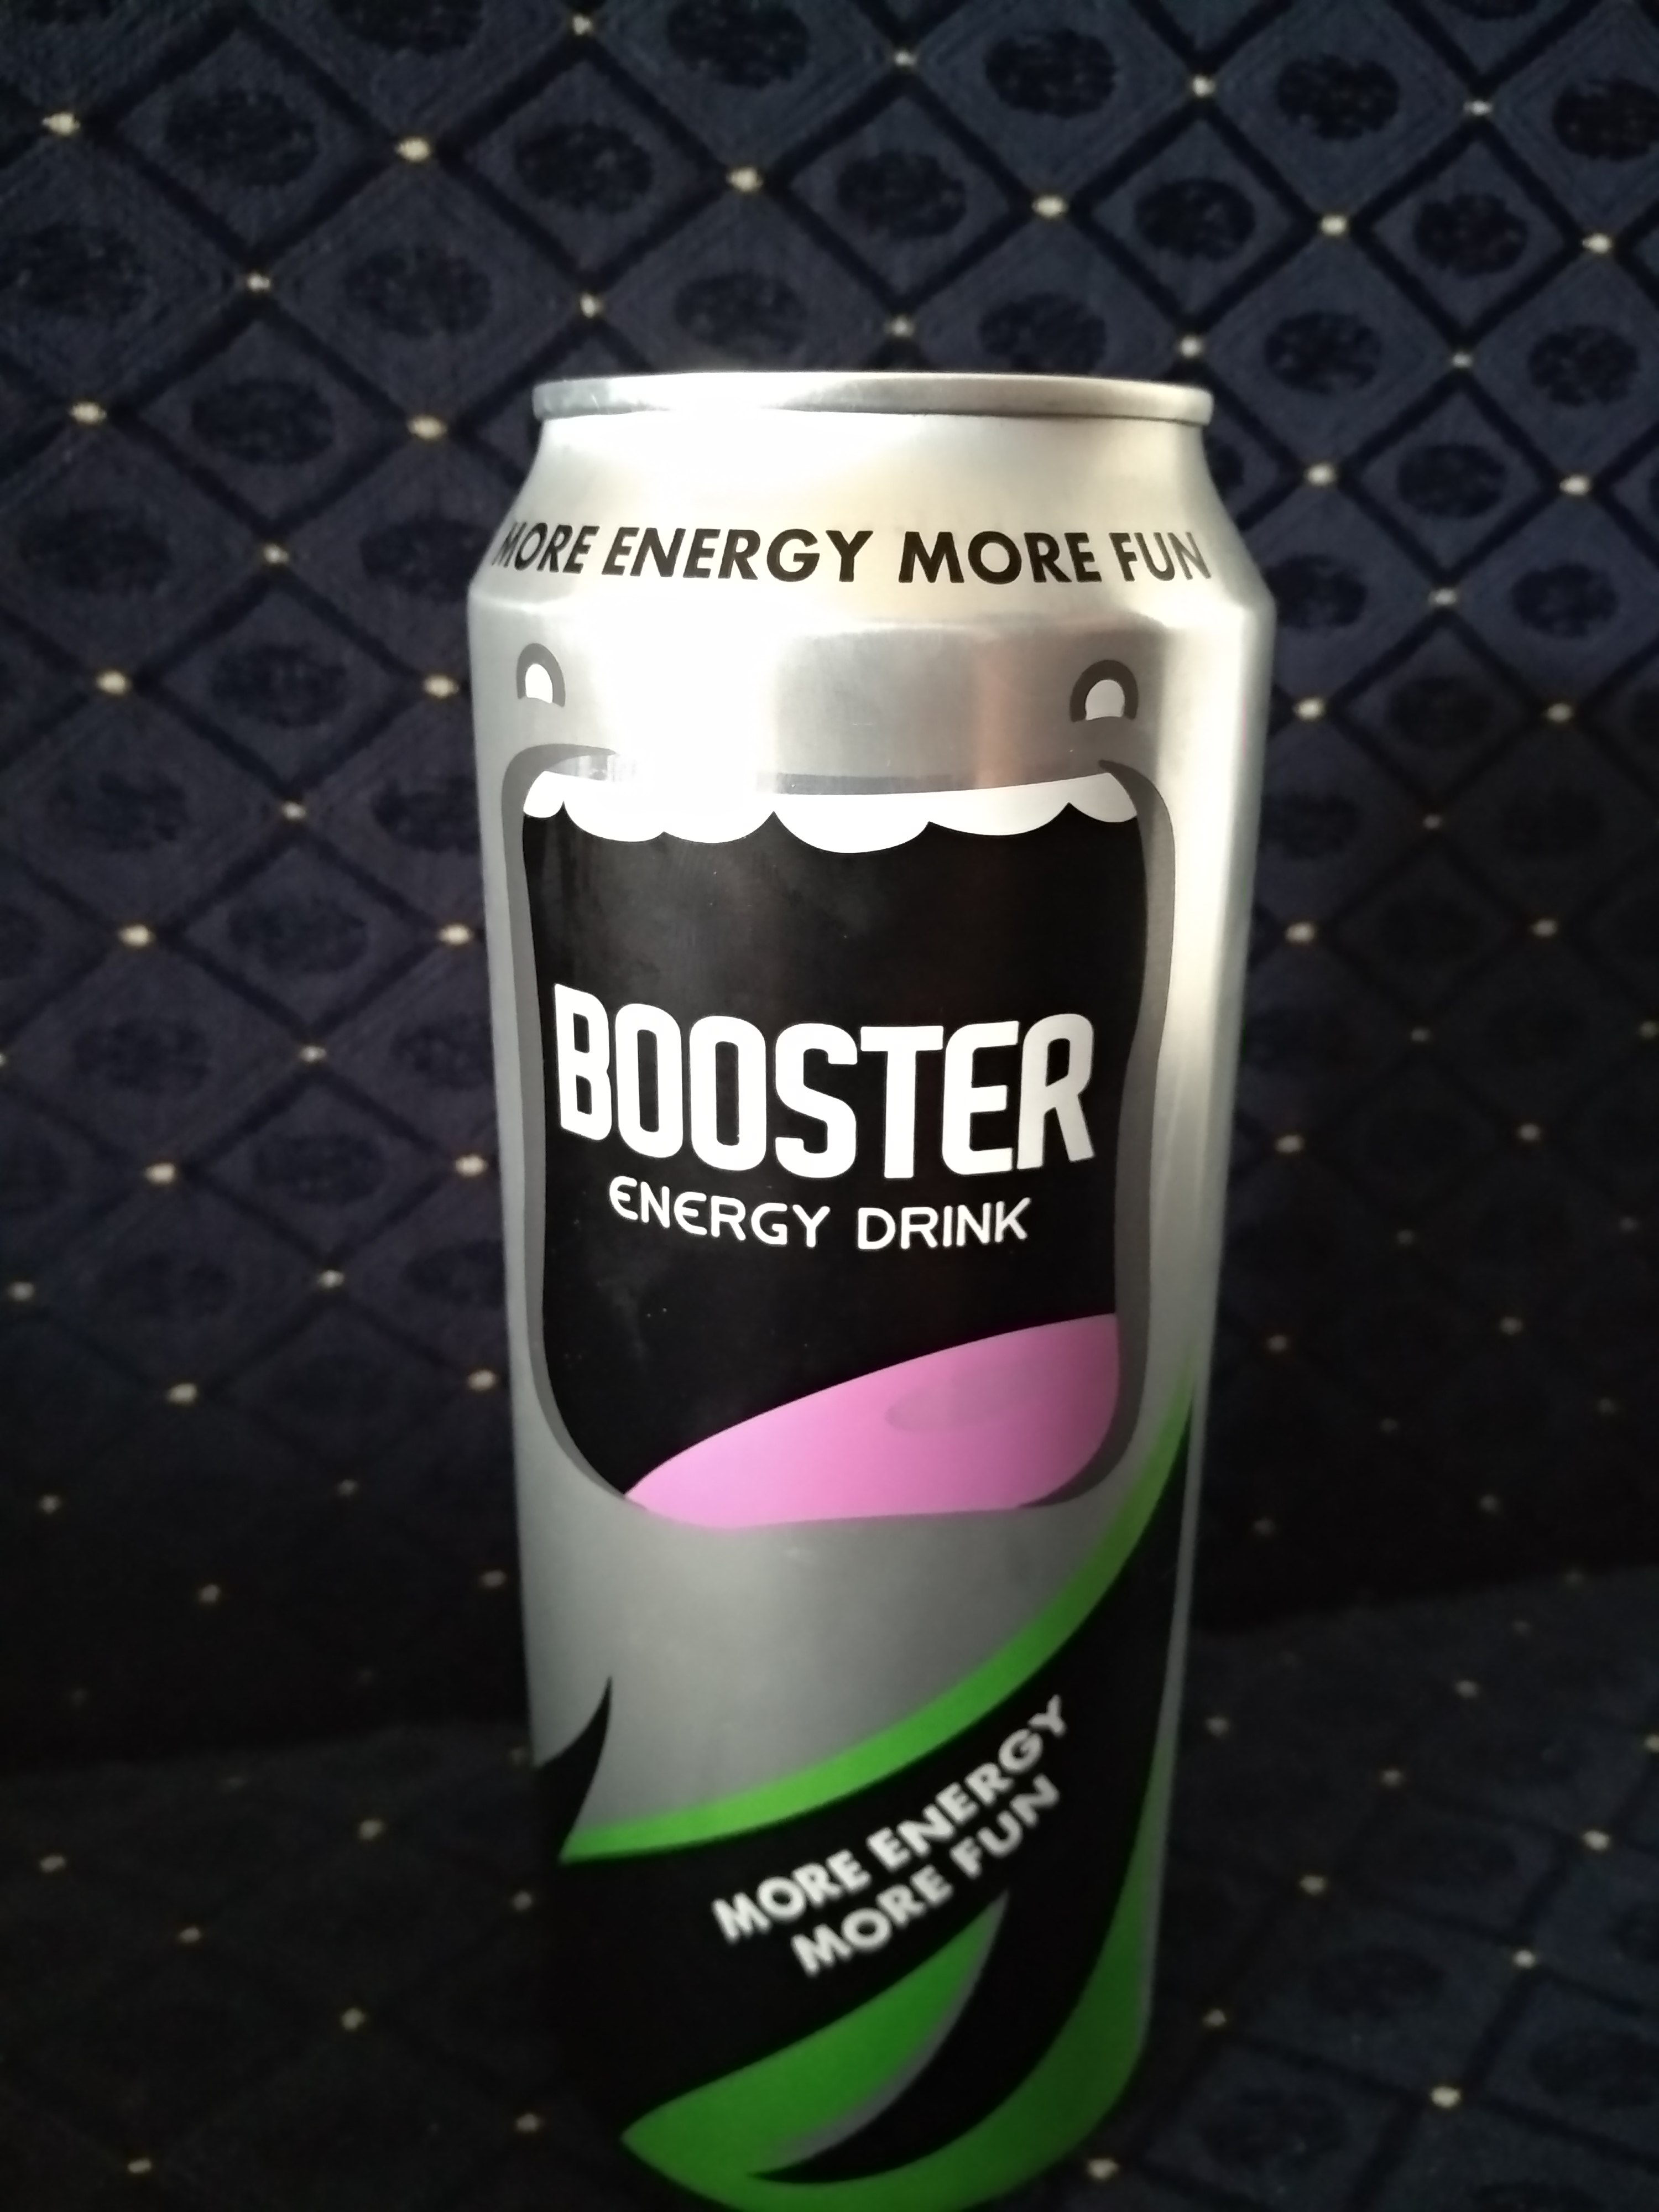 MORE ENERGY MORE FUN
BOOSTER
ENERGY DRINK
MORE ENERGY
MORE FUN